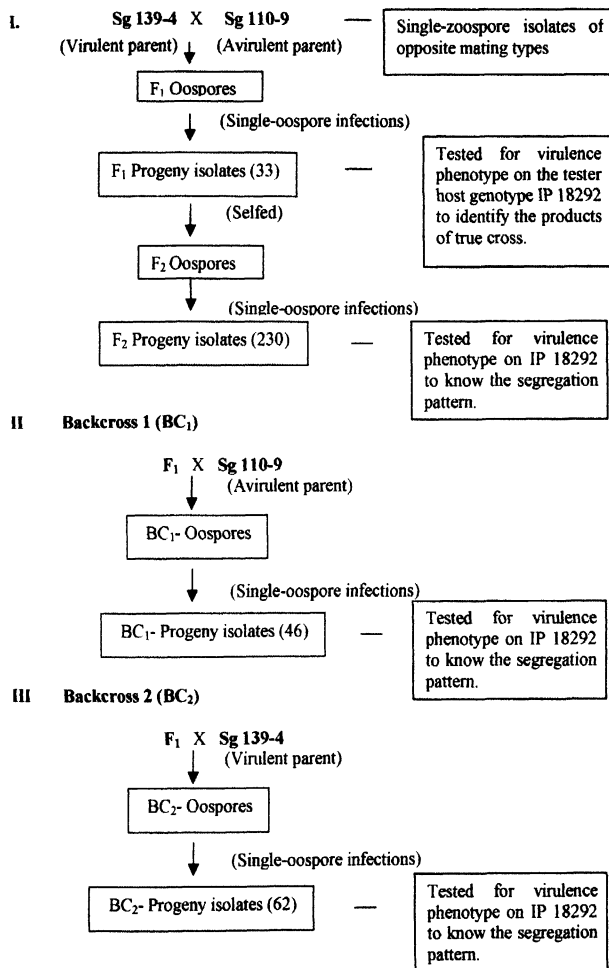 I.
Sg 139-4 X Sg 110-9
(Virulent parent) (Avirulent parent)
Single-zoospore isolates of
opposite mating types
F1 Oospores
(Single-oospore infections)
F1 Progeny isolates (33)
Tested for virulence
phenotype on the tester
host genotype IP 18292
to identify the products
of true cross.
(Selfed)
F2 Oospores
(Single-oospore infections)
F2 Progeny isolates (230)
Tested for virulence
phenotype on IP 18292
to know the segregation
pattern.
II Backcross 1 (BC1)
F1 X Sg 110-9
(Avirulent parent)
BC1- Oospores
(Single-oospore infections)
BC1- Progeny isolates (46)
Tested for virulence
phenotype on IP 18292
to know the segregation
pattern.
III Backcross 2 (BC2)
F1 X Sg 139-4
(Virulent parent)
BC2- Oospores
(Single-oospore infections)
BC2- Progeny isolates (62)
Tested for virulence
phenotype on IP 18292
to know the segregation
pattern.